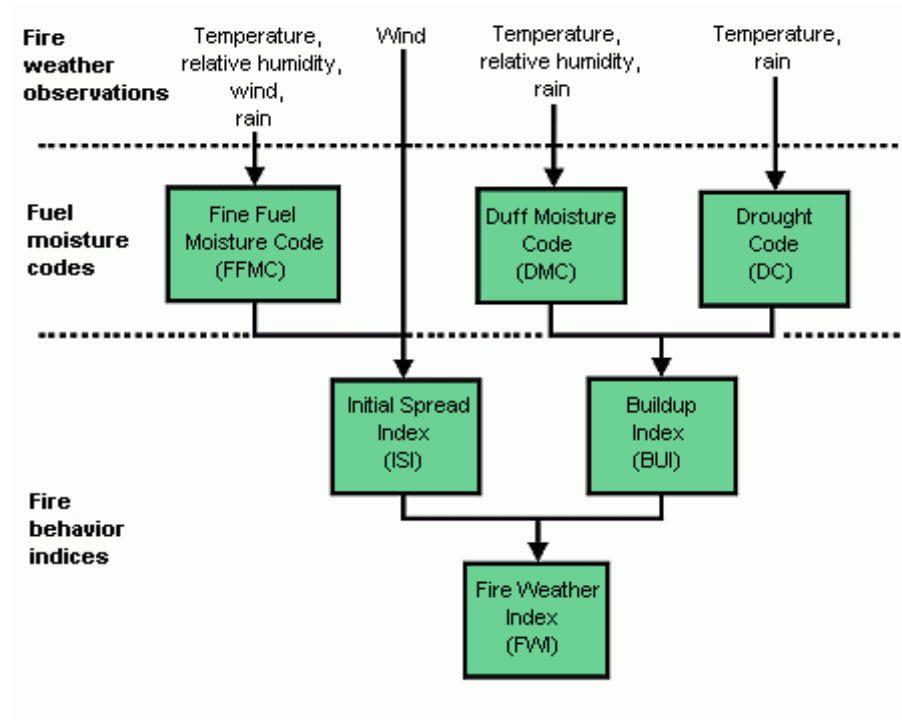 Fire
weather
observations
Temperature,
relative humidity,
wind,
rain
Wind
Temperature,
relative humidity,
rain
Temperature,
rain
Fuel
moisture
codes
Fine Fuel
Moisture Code
(FFMC)
Duff Moisture
Code
(DMC)
Drought
Code
(DC)
Fire
behavior
indices
Initial Spread
Index
(ISI)
Buildup
Index
(BUI)
Fire Weather
Index
(FWI)